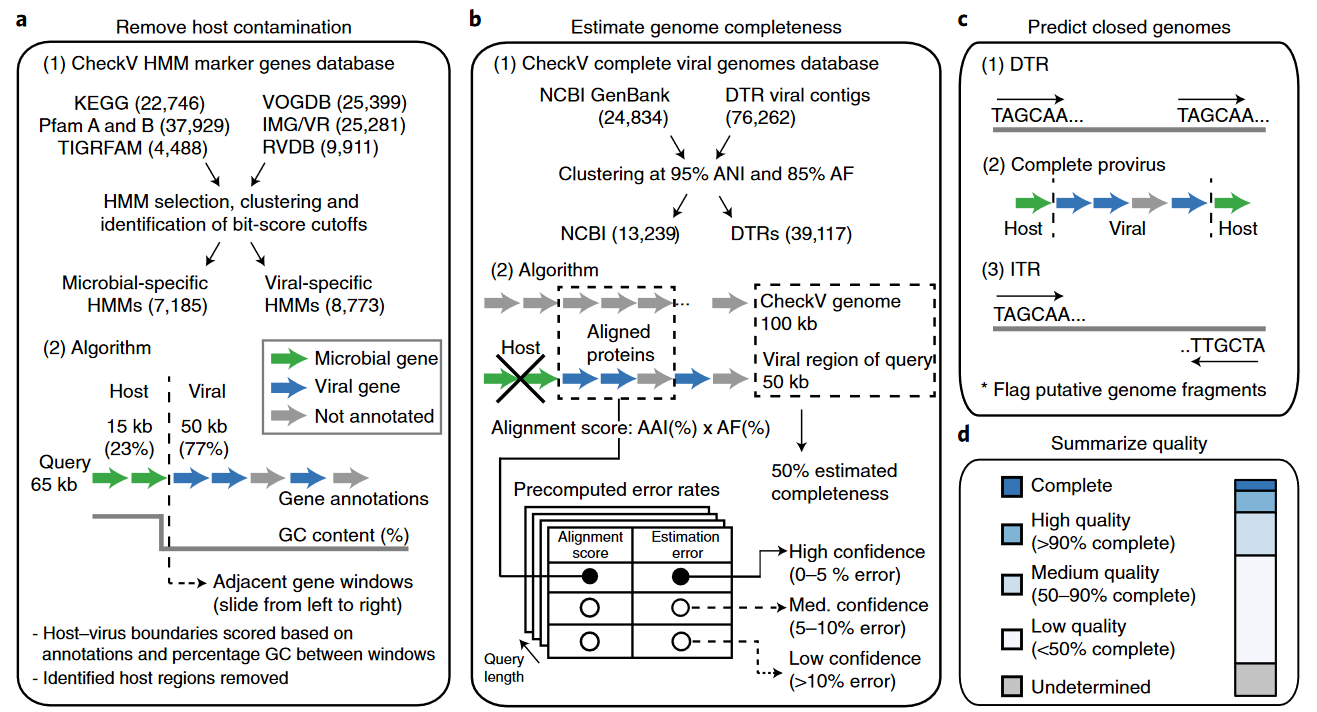 a
Remove host contamination
(1) CheckV HMM marker genes database
KEGG (22,746)
Pfam A and B (37,929)
TIGRFAM (4,488)
VOGDB (25,399)
IMG/VR (25,281)
RVDB (9,911)
HMM selection, clustering and
identification of bit-score cutoffs
Microbial-specific
HMMs (7,185)
Viral-specific
HMMs (8,773)
(2) Algorithm
Microbial gene
Viral gene
Not annotated
Host
15 kb
(23%)
Viral
50 kb
(77%)
Query
65 kb
Gene annotations
GC content (%)
Adjacent gene windows
(slide from left to right)
- Host–virus boundaries scored based on
annotations and percentage GC between windows
- Identified host regions removed
b
Estimate genome completeness
(1) CheckV complete viral genomes database
NCBI GenBank
(24,834)
DTR viral contigs
(76,262)
Clustering at 95% ANI and 85% AF
NCBI (13,239)
DTRs (39,117)
(2) Algorithm
...
CheckV genome
100 kb
Aligned
proteins
Host
Viral region of query
50 kb
Alignment score: AAI(%) x AF(%)
50% estimated
completeness
Precomputed error rates
Alignment
score
Estimation
error
High confidence
(0–5 % error)
Med. confidence
(5–10% error)
Low confidence
(>10% error)
Query
length
c
Predict closed genomes
(1) DTR
TAGCAA... TAGCAA...
(2) Complete provirus
Host Viral Host
(3) ITR
TAGCAA...
..TTGCTA
* Flag putative genome fragments
d
Summarize quality
Complete
High quality
(>90% complete)
Medium quality
(50–90% complete)
Low quality
(<50% complete)
Undetermined